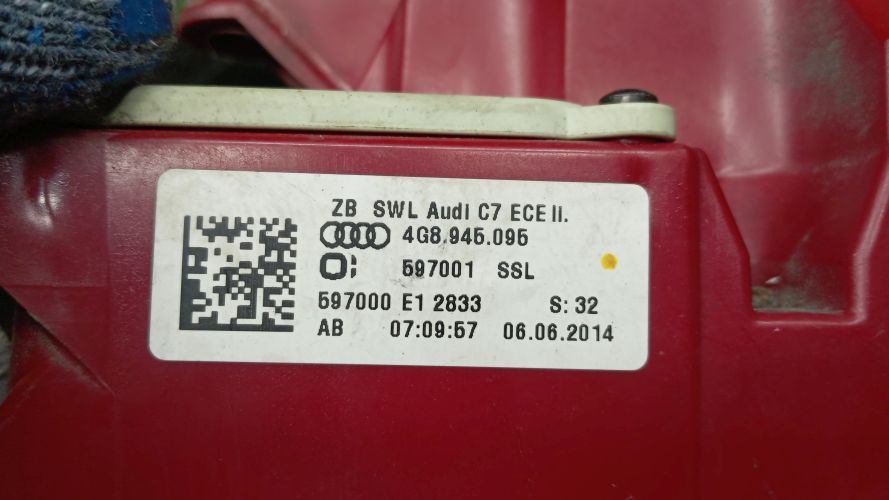 ZB SWL Audi C7 ECE li.
4G8.945.095
597001 SSL
597000 E1 2833 S: 32
AB 07:09:57 06.06.2014